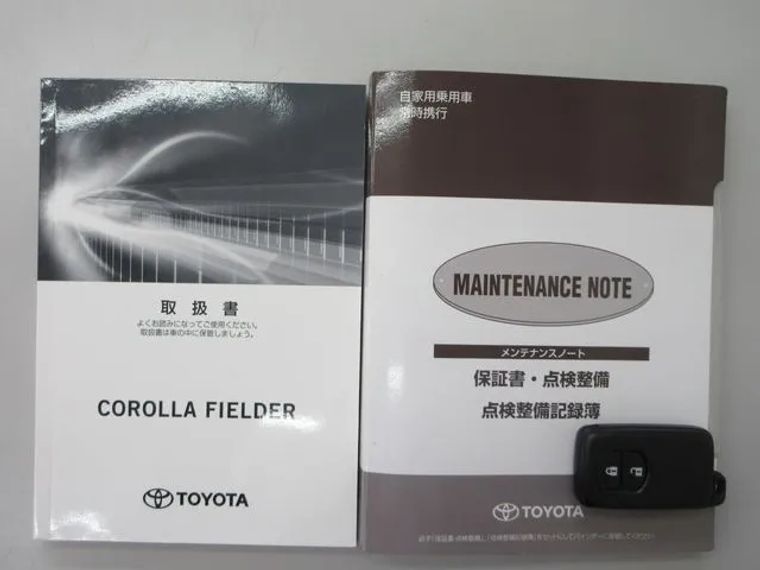 取扱書
よくお読みになってご使用ください。
取扱書は車の中に保管しましょう。
COROLLA FIELDER
TOYOTA
自家用乗用車
常時携行
MAINTENANCE NOTE
メンテナンスノート
保証書・点検整備
点検整備記録簿
TOYOTA